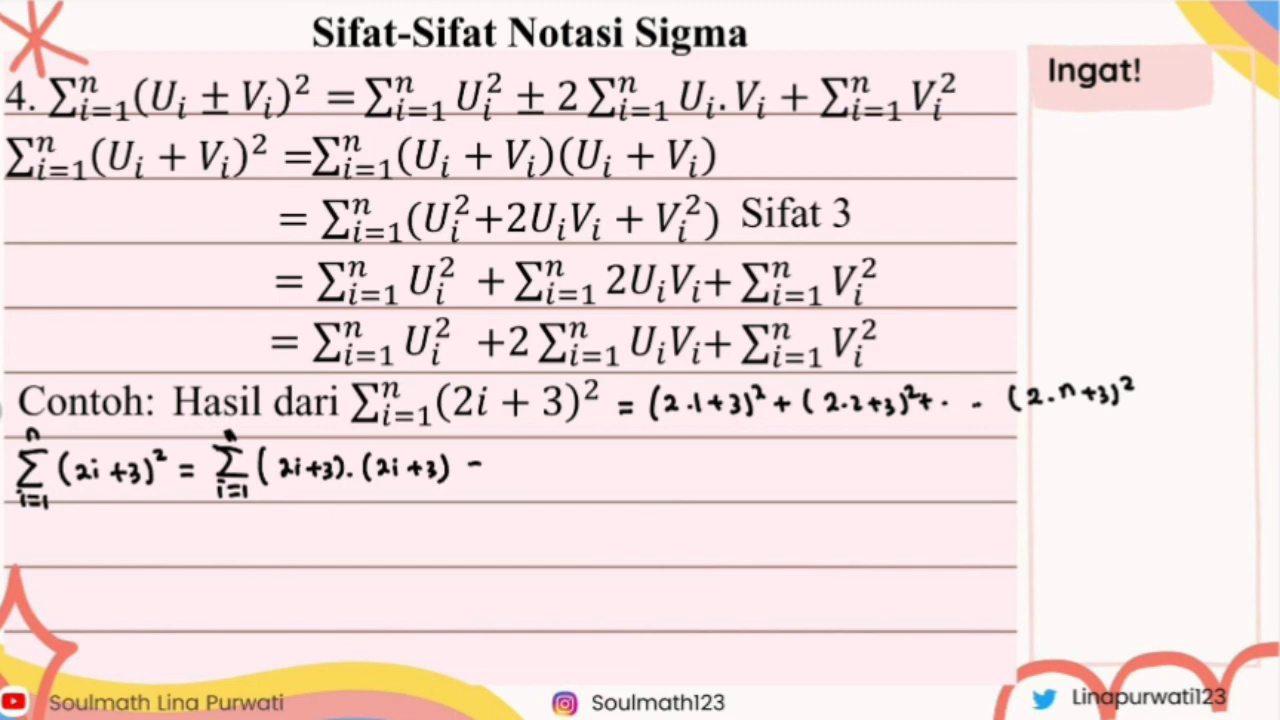 Sifat-Sifat Notasi Sigma
Ingat!
4. ∑ⁿᵢ₌₁(Uᵢ ± Vᵢ)² = ∑ⁿᵢ₌₁ Uᵢ² ± 2 ∑ⁿᵢ₌₁ Uᵢ. Vᵢ + ∑ⁿᵢ₌₁ Vᵢ²
∑ⁿᵢ₌₁(Uᵢ + Vᵢ)² = ∑ⁿᵢ₌₁(Uᵢ + Vᵢ)(Uᵢ + Vᵢ)
= ∑ⁿᵢ₌₁(Uᵢ²+2UᵢVᵢ + Vᵢ²) Sifat 3
= ∑ⁿᵢ₌₁ Uᵢ² + ∑ⁿᵢ₌₁ 2UᵢVᵢ+ ∑ⁿᵢ₌₁ Vᵢ²
= ∑ⁿᵢ₌₁ Uᵢ² +2 ∑ⁿᵢ₌₁ UᵢVᵢ+ ∑ⁿᵢ₌₁ Vᵢ²
Contoh: Hasil dari ∑ⁿᵢ₌₁(2i + 3)² = (2.1+3)² + (2.2+3)²+ . . (2.n+3)²
∑ⁿᵢ₌₁ (2i +3)² = ∑ⁿᵢ₌₁ (2i+3).(2i+3) -
Soulmath Lina Purwati
Soulmath123
Linapurwati123